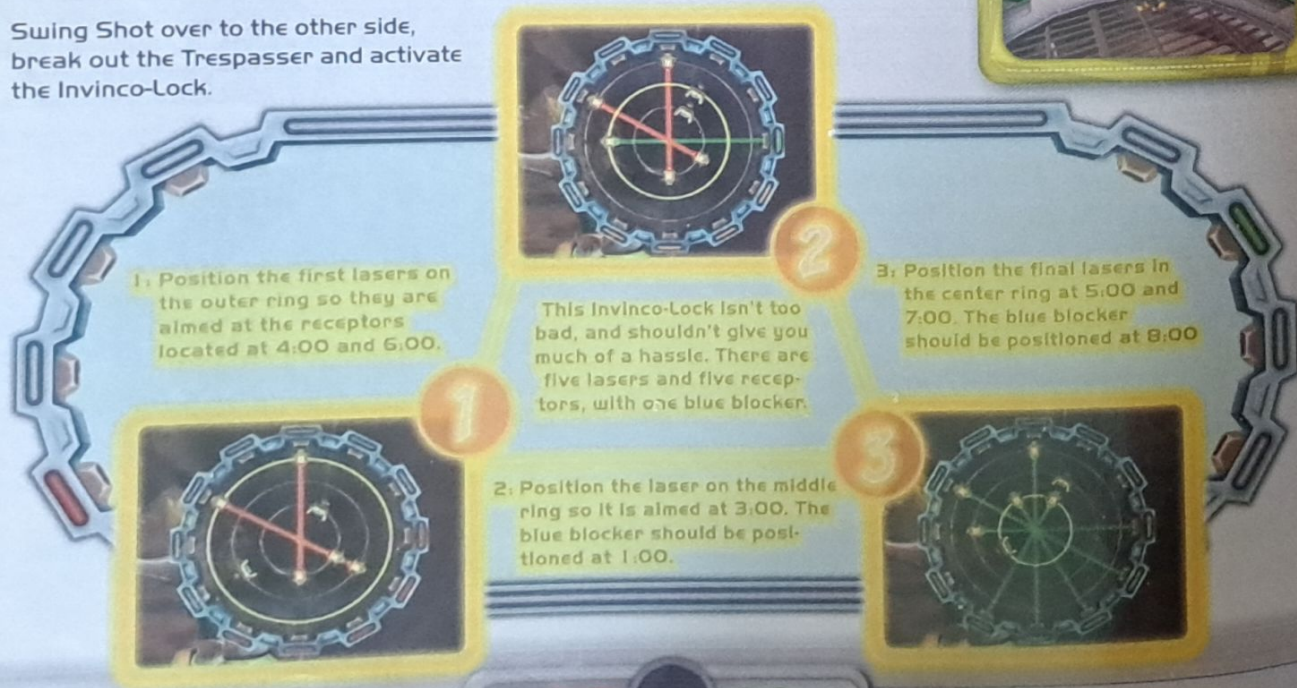 Swing Shot over to the other side,
break out the Trespasser and activate
the Invinco-Lock.
2
1: Position the first lasers on
the outer ring so they are
aimed at the receptors
located at 4:00 and 6:00.
1
This Invinco-Lock isn't too
bad, and shouldn't give you
much of a hassle. There are
five lasers and five recep-
tors, with one blue blocker.
2: Position the laser on the middle
ring so it is aimed at 3:00. The
blue blocker should be posi-
tioned at 1:00.
3: Position the final lasers in
the center ring at 5:00 and
7:00. The blue blocker
should be positioned at 8:00
3